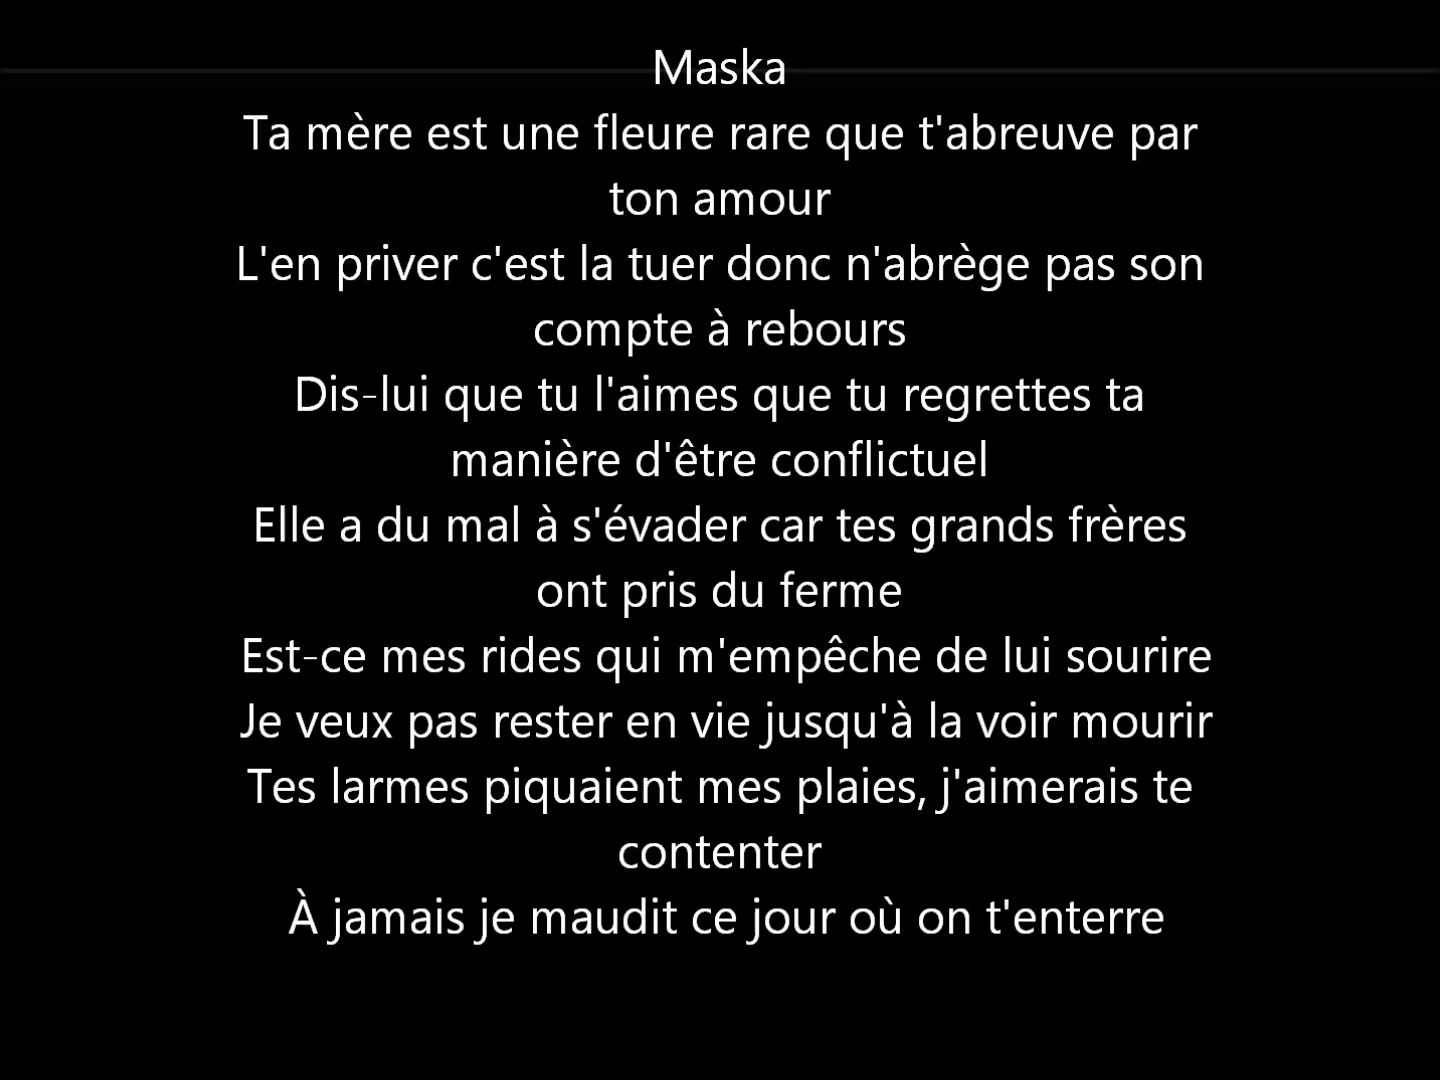 Maska
Ta mère est une fleure rare que t'abreuve par
ton amour
L'en priver c'est la tuer donc n'abrège pas son
compte à rebours
Dis-lui que tu l'aimes que tu regrettes ta
manière d'être conflictuel
Elle a du mal à s'évader car tes grands frères
ont pris du ferme
Est-ce mes rides qui m'empêche de lui sourire
Je veux pas rester en vie jusqu'à la voir mourir
Tes larmes piquaient mes plaies, j'aimerais te
contenter
À jamais je maudit ce jour où on t'enterre